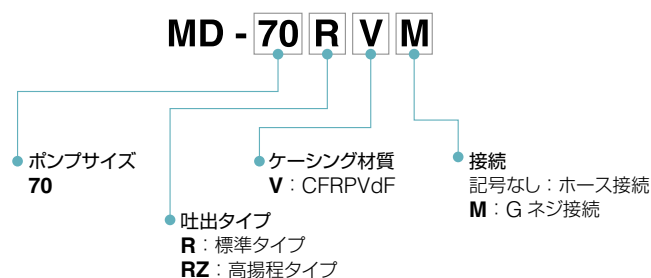 MD - 70 R V M
ポンプサイズ
70
吐出タイプ
R：標準タイプ
RZ：高揚程タイプ
ケーシング材質
V：CFRPVdF
接続
記号なし：ホース接続
M：G ネジ接続